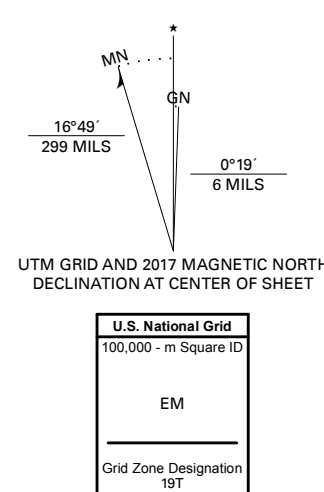 ★
MN
GN
16°49´
299 MILS
0°19´
6 MILS
UTM GRID AND 2017 MAGNETIC NORTH
DECLINATION AT CENTER OF SHEET
U.S. National Grid
100,000 - m Square ID
EM
Grid Zone Designation
19T